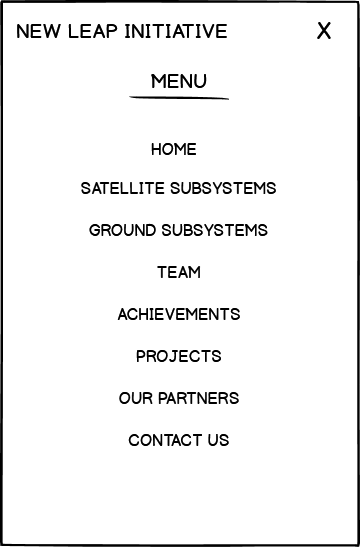 NEW LEAP INITIATIVE X
MENU
HOME
SATELLITE SUBSYSTEMS
GROUND SUBSYSTEMS
TEAM
ACHIEVEMENTS
PROJECTS
OUR PARTNERS
CONTACT US